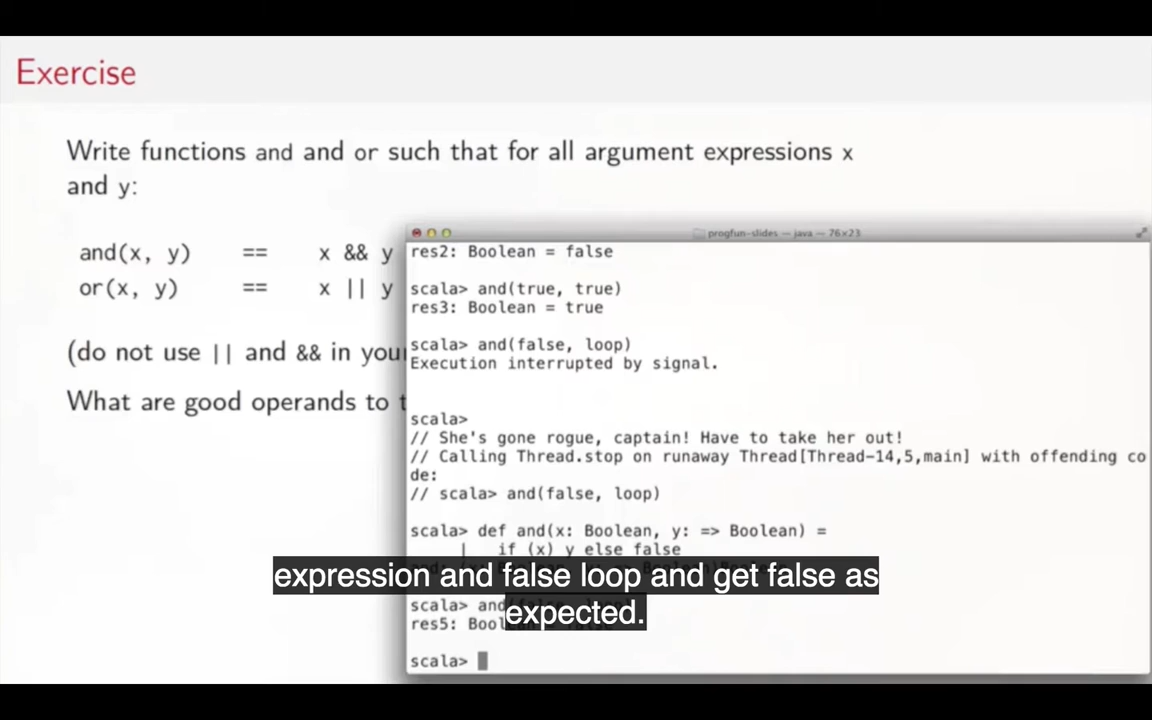 Exercise
Write functions and and or such that for all argument expressions x
and y:
and(x, y) == x && y
or(x, y) == x || y
(do not use || and && in your
What are good operands to t
progfun-slides — java — 76×23
res2: Boolean = false
scala> and(true, true)
res3: Boolean = true
scala> and(false, loop)
Execution interrupted by signal.
scala>
// She's gone rogue, captain! Have to take her out!
// Calling Thread.stop on runaway Thread[Thread-14,5,main] with offending co
de:
// scala> and(false, loop)
scala> def and(x: Boolean, y: => Boolean) =
| if (x) y else false
scala> and
res5: Bool
scala>
expression and false loop and get false as
expected.